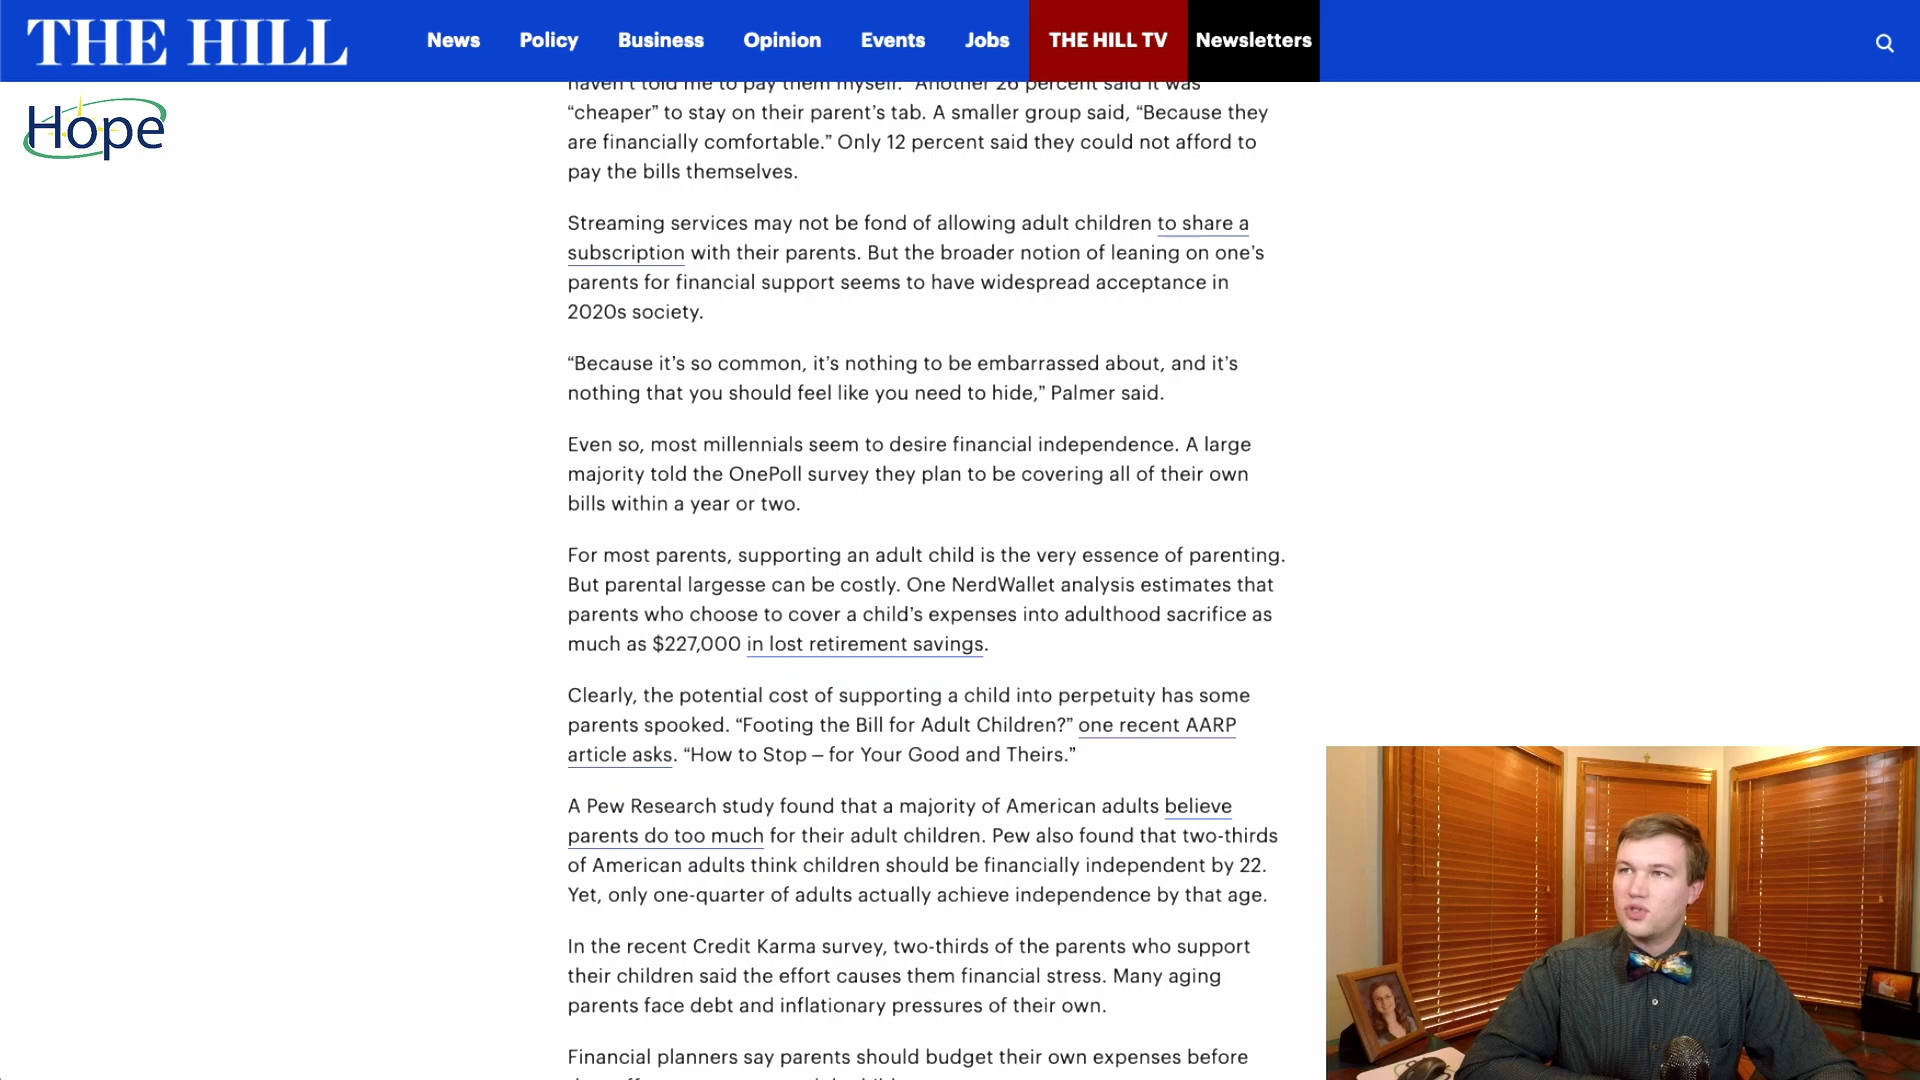 THE HILL
News Policy Business Opinion Events Jobs THE HILL TV Newsletters
Hope
haven't told me to pay them myself.” Another 26 percent said it was
“cheaper” to stay on their parent’s tab. A smaller group said, “Because they
are financially comfortable.” Only 12 percent said they could not afford to
pay the bills themselves.
Streaming services may not be fond of allowing adult children to share a
subscription with their parents. But the broader notion of leaning on one’s
parents for financial support seems to have widespread acceptance in
2020s society.
“Because it’s so common, it’s nothing to be embarrassed about, and it’s
nothing that you should feel like you need to hide,” Palmer said.
Even so, most millennials seem to desire financial independence. A large
majority told the OnePoll survey they plan to be covering all of their own
bills within a year or two.
For most parents, supporting an adult child is the very essence of parenting.
But parental largesse can be costly. One NerdWallet analysis estimates that
parents who choose to cover a child’s expenses into adulthood sacrifice as
much as $227,000 in lost retirement savings.
Clearly, the potential cost of supporting a child into perpetuity has some
parents spooked. “Footing the Bill for Adult Children?” one recent AARP
article asks. “How to Stop – for Your Good and Theirs.”
A Pew Research study found that a majority of American adults believe
parents do too much for their adult children. Pew also found that two-thirds
of American adults think children should be financially independent by 22.
Yet, only one-quarter of adults actually achieve independence by that age.
In the recent Credit Karma survey, two-thirds of the parents who support
their children said the effort causes them financial stress. Many aging
parents face debt and inflationary pressures of their own.
Financial planners say parents should budget their own expenses before